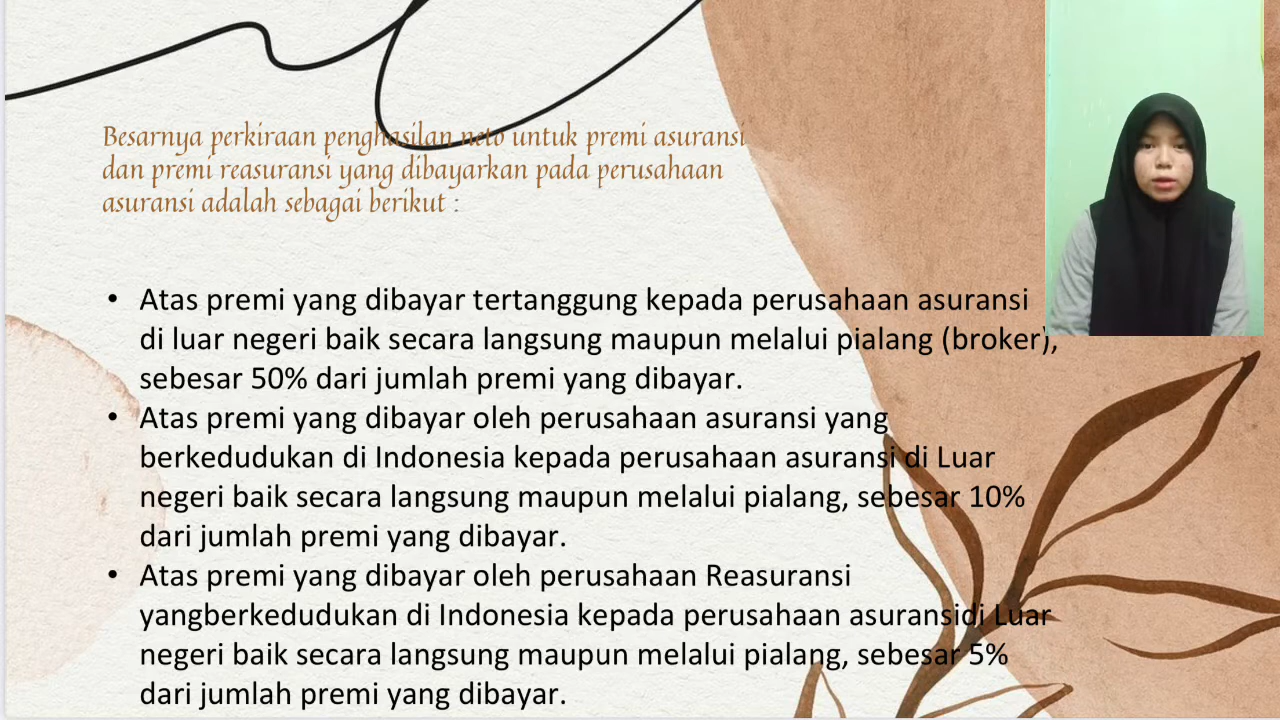 Besarnya perkiraan penghasilan neto untuk premi asuransi
dan premi reasuransi yang dibayarkan pada perusahaan
asuransi adalah sebagai berikut :
• Atas premi yang dibayar tertanggung kepada perusahaan asuransi
di luar negeri baik secara langsung maupun melalui pialang (broker),
sebesar 50% dari jumlah premi yang dibayar.
• Atas premi yang dibayar oleh perusahaan asuransi yang
berkedudukan di Indonesia kepada perusahaan asuransi di Luar
negeri baik secara langsung maupun melalui pialang, sebesar 10%
dari jumlah premi yang dibayar.
• Atas premi yang dibayar oleh perusahaan Reasuransi
yangberkedudukan di Indonesia kepada perusahaan asuransidi Luar
negeri baik secara langsung maupun melalui pialang, sebesar 5%
dari jumlah premi yang dibayar.